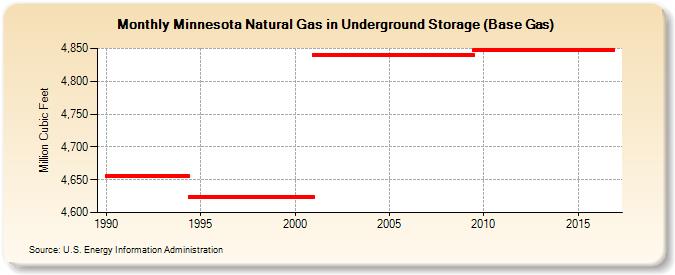 Monthly Minnesota Natural Gas in Underground Storage (Base Gas)
Million Cubic Feet
4,850
4,800
4,750
4,700
4,650
4,600
1990 1995 2000 2005 2010 2015
Source: U.S. Energy Information Administration